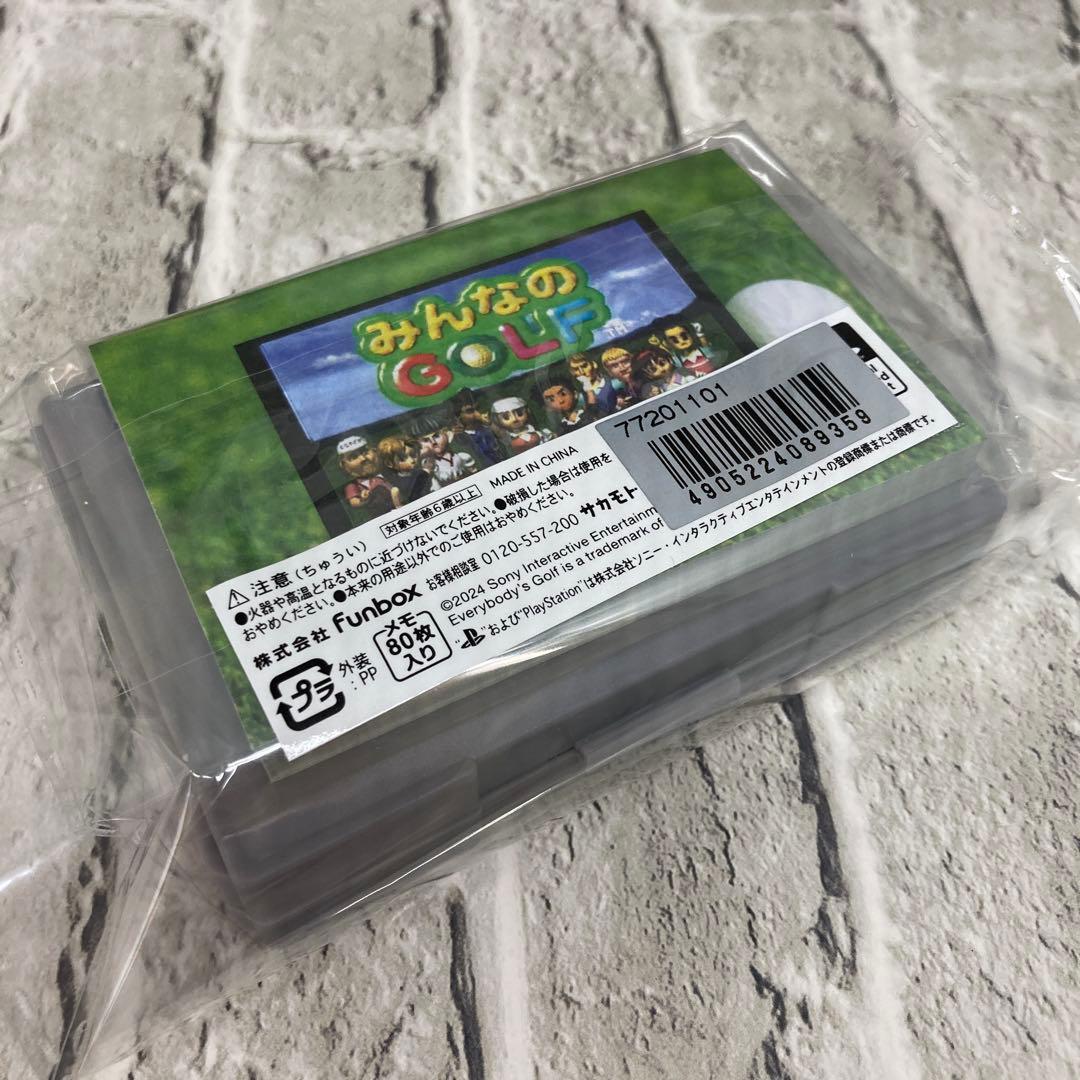 みんなの
GOLF
TM
77201101
4905224089359
⚠注意(ちゅうい) 対象年齢6歳以上 MADE IN CHINA
●火器や高温となるものに近づけないでください。●破損した場合は使用を
おやめください。●本来の用途以外でのご使用はおやめください。
株式会社 Funbox お客様相談室 0120-557-200 サカモト
プラ
外装
:PP
メモ
80枚
入り
©2024 Sony Interactive Entertainm
Everybody's Golf is a trademark of
"および"PlayStation"は株式会社ソニー・インタラクティブエンタテインメントの登録商標または商標です。